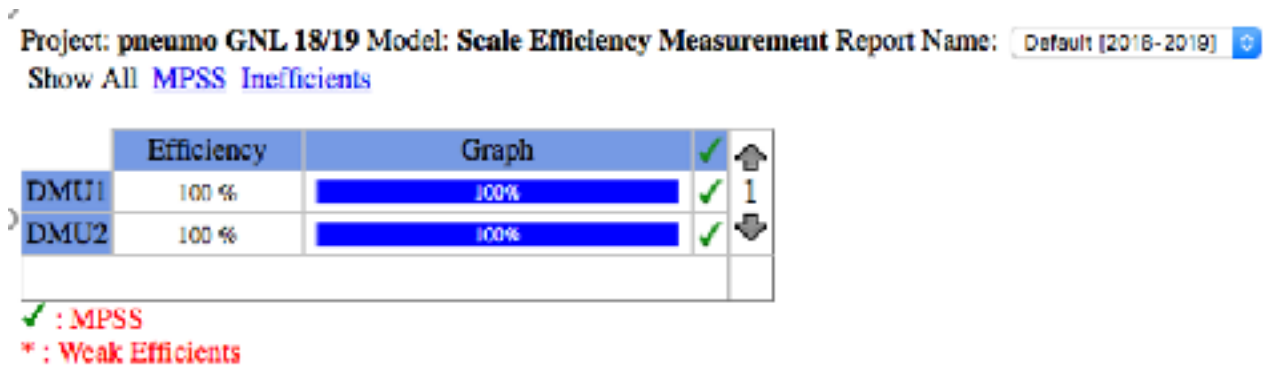 Project: pneumo GNL 18/19 Model: Scale Efficiency Measurement Report Name: Default [2018-2019]
Show All MPSS Inefficients
Efficiency Graph ✓
DMU1 100 % 100% ✓ 1
DMU2 100 % 100% ✓
✓ : MPSS
* : Weak Efficients